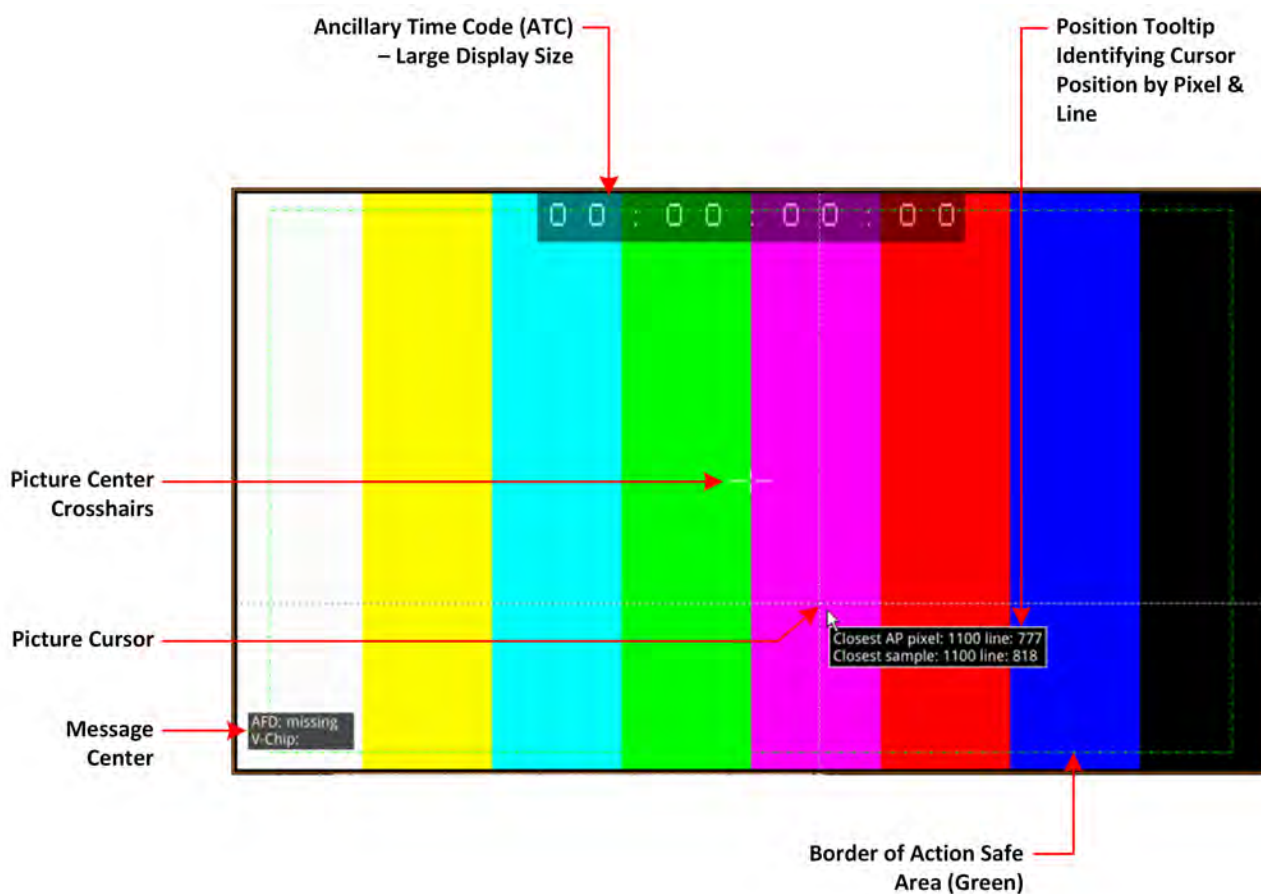 Ancillary Time Code (ATC)
– Large Display Size
Position Tooltip
Identifying Cursor
Position by Pixel &
Line
00:00:00:00
Picture Center
Crosshairs
Picture Cursor
Closest AP pixel: 1100 line: 777
Closest sample: 1100 line: 818
AFD: missing
V-Chip:
Message
Center
Border of Action Safe
Area (Green)